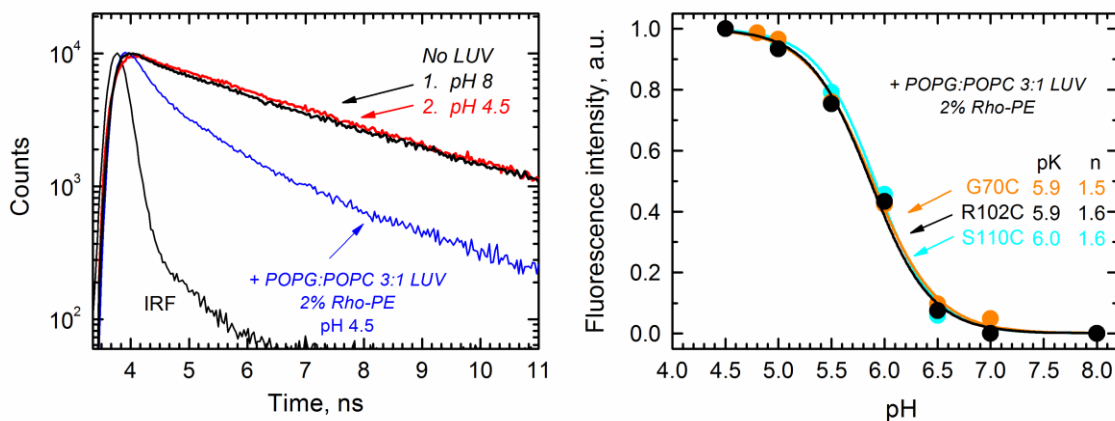 Counts
10⁴
10³
10²
No LUV
1. pH 8
2. pH 4.5
+ POPG:POPC 3:1 LUV
2% Rho-PE
pH 4.5
IRF
4 5 6 7 8 9 10 11
Time, ns
Fluorescence intensity, a.u.
1.0
0.8
0.6
0.4
0.2
0.0
+ POPG:POPC 3:1 LUV
2% Rho-PE
pK n
G70C 5.9 1.5
R102C 5.9 1.6
S110C 6.0 1.6
4.0 4.5 5.0 5.5 6.0 6.5 7.0 7.5 8.0
pH